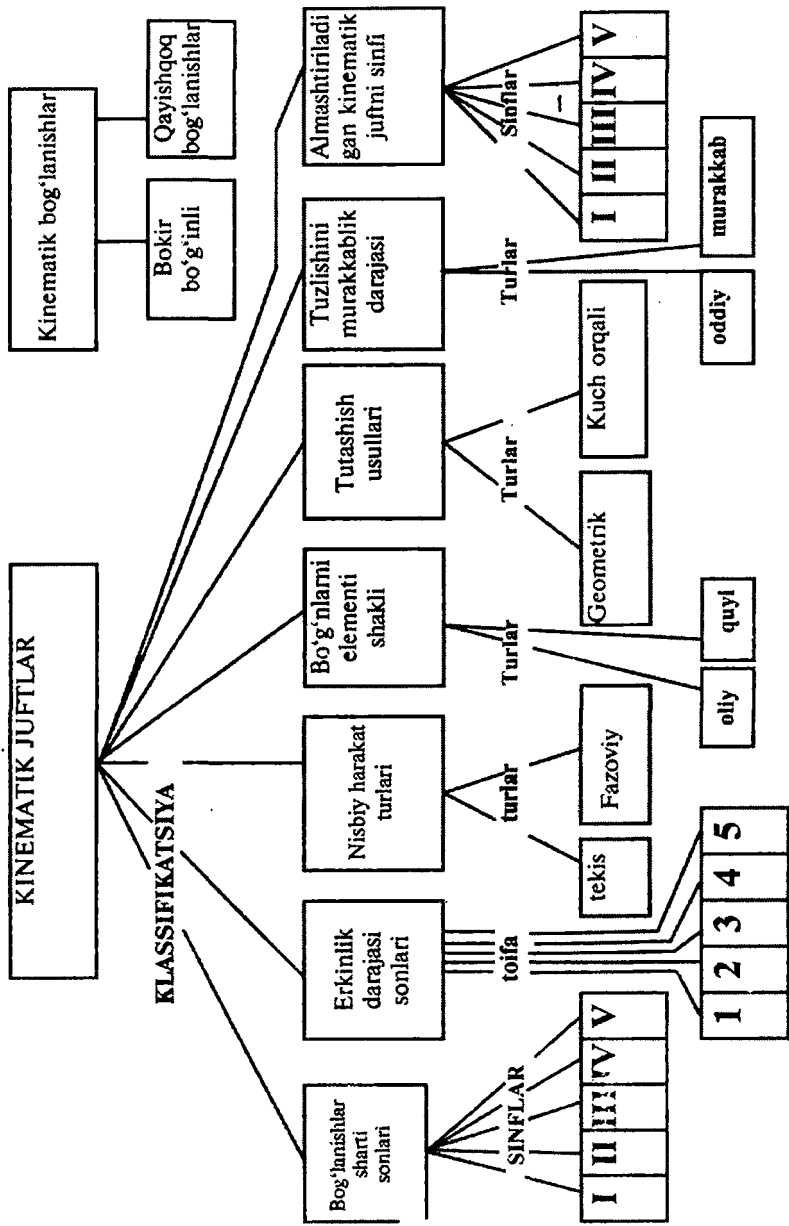 KINEMATIK JUFTLAR
Kinematik bog‘lanishlar
Bokir
bo‘g‘inli
Qayishqoq
bog‘lanishlar
KLASSIFIKATSIYA
Bog‘lanishlar
sharti
sonlari
Erkinlik
darajasi
sonlari
Nisbiy harakat
turlari
Bo‘g‘nlarni
elementi
shakli
Tutashish
usullari
Tuzlishini
murakkablik
darajasi
Almashtiriladi
gan kinematik
juftni sinfi
SINFLAR
toifa
turlar
Turlar
Turlar
Turlar
Sinflar
I II III IV V
tekis
Fazoviy
Geometrik
Kuch orqali
I II III IV V
1 2 3 4 5
oliy
quyi
oddiy
murakkab